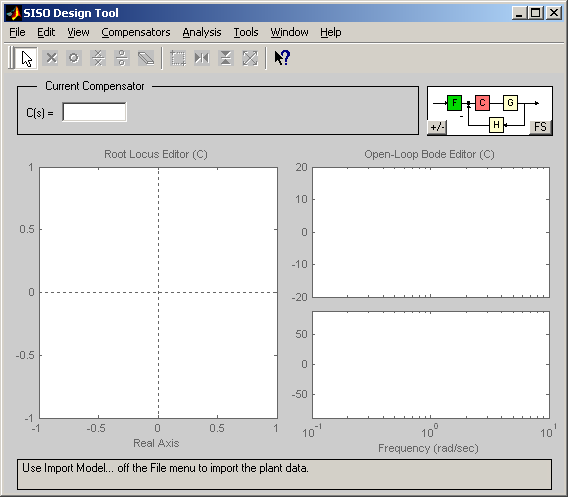 SISO Design Tool
File Edit View Compensators Analysis Tools Window Help
Current Compensator
C(s) =
F C G
H
-
+/- FS
Root Locus Editor (C)
1
0.5
0
-0.5
-1
-1 -0.5 0 0.5 1
Real Axis
Open-Loop Bode Editor (C)
20
10
0
-10
-20
50
0
-50
10^-1 10^0 10^1
Frequency (rad/sec)
Use Import Model... off the File menu to import the plant data.